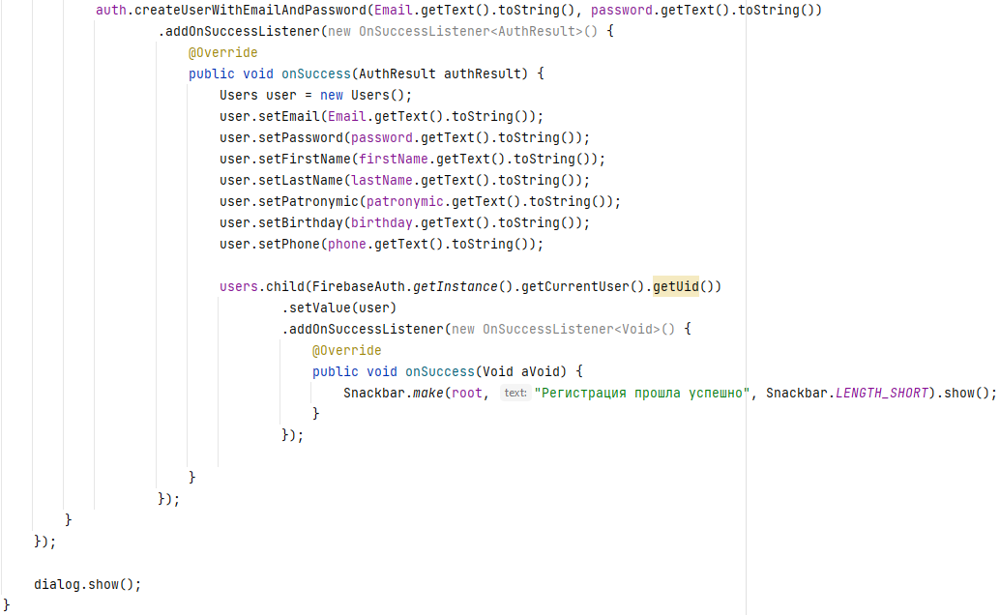 auth.createUserWithEmailAndPassword(Email.getText().toString(), password.getText().toString())
.addOnSuccessListener(new OnSuccessListener<AuthResult>() {
@Override
public void onSuccess(AuthResult authResult) {
Users user = new Users();
user.setEmail(Email.getText().toString());
user.setPassword(password.getText().toString());
user.setFirstName(firstName.getText().toString());
user.setLastName(lastName.getText().toString());
user.setPatronymic(patronymic.getText().toString());
user.setBirthday(birthday.getText().toString());
user.setPhone(phone.getText().toString());
users.child(FirebaseAuth.getInstance().getCurrentUser().getUid())
.setValue(user)
.addOnSuccessListener(new OnSuccessListener<Void>() {
@Override
public void onSuccess(Void aVoid) {
Snackbar.make(root, text: "Регистрация прошла успешно", Snackbar.LENGTH_SHORT).show();
}
});
}
});
}
});
dialog.show();
}